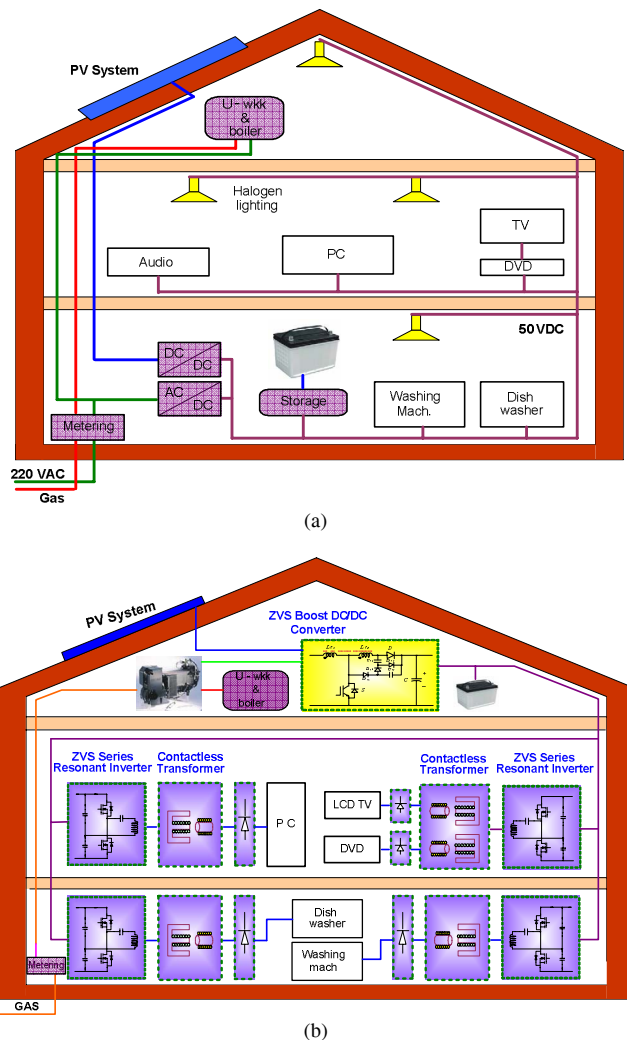 PV System
U - wkk
&
boiler
Halogen
lighting
TV
Audio
PC
DVD
50 VDC
DC
DC
AC
DC
Storage
Washing
Mach.
Dish
washer
Metering
220 VAC
Gas
(a)
PV System
ZVS Boost DC/DC
Converter
U - wkk
&
boiler
ZVS Series
Resonant Inverter
Contactless
Transformer
Contactless
Transformer
ZVS Series
Resonant Inverter
P C
LCD TV
DVD
Dish
washer
Washing
mach
Metering
GAS
(b)